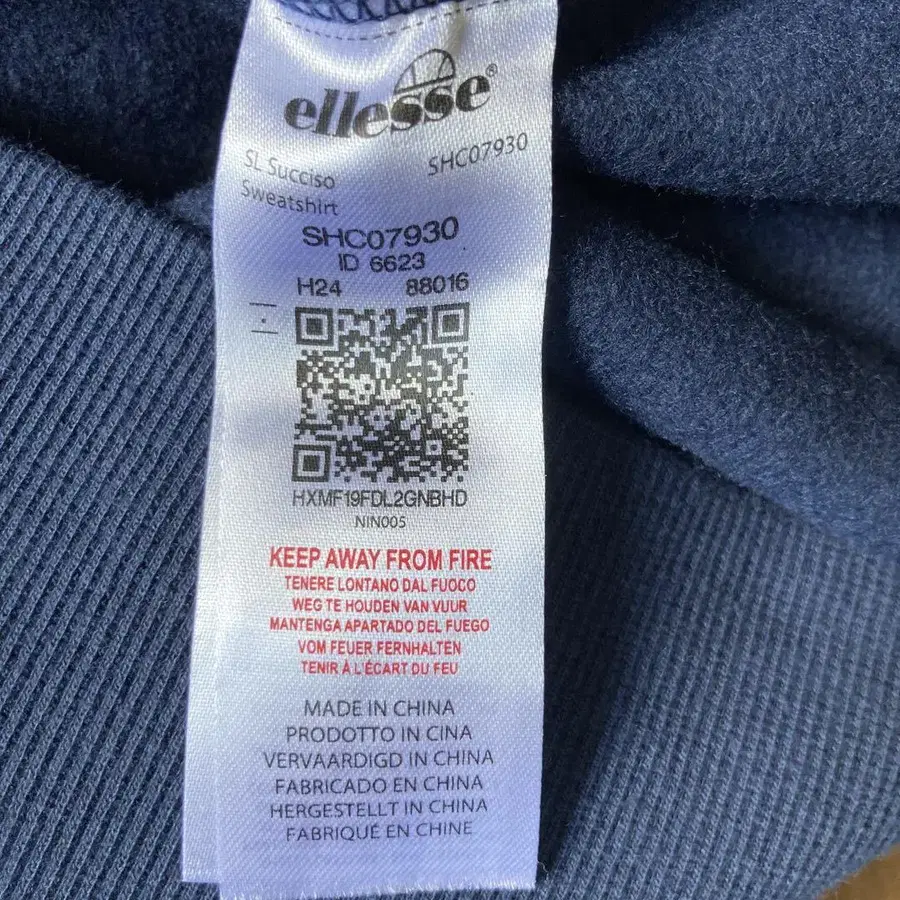 ellesse®
SL Succiso SHC07930
Sweatshirt
SHC07930
ID 6623
H24 88016
HXMF19FDL2GNBHD
NIN005
KEEP AWAY FROM FIRE
TENERE LONTANO DAL FUOCO
WEG TE HOUDEN VAN VUUR
MANTENGA APARTADO DEL FUEGO
VOM FEUER FERNHALTEN
TENIR À L'ÉCART DU FEU
MADE IN CHINA
PRODOTTO IN CINA
VERVAARDIGD IN CHINA
FABRICADO EN CHINA
HERGESTELLT IN CHINA
FABRIQUÉ EN CHINE